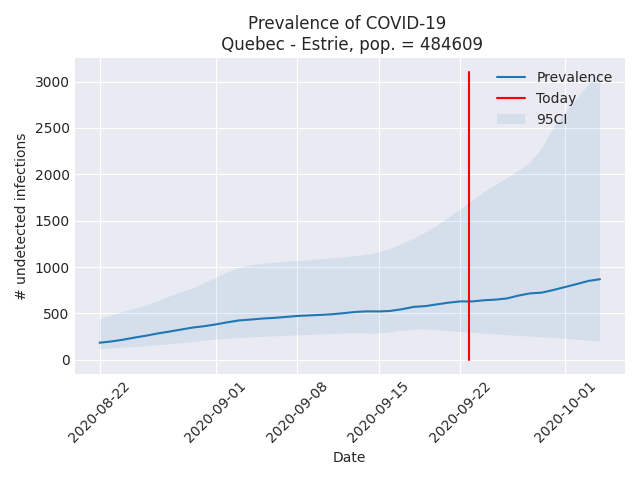 Prevalence of COVID-19
Quebec - Estrie, pop. = 484609
Prevalence
Today
95CI
3000
2500
2000
1500
1000
500
0
# undetected infections
2020-08-22
2020-09-01
2020-09-08
2020-09-15
2020-09-22
2020-10-01
Date